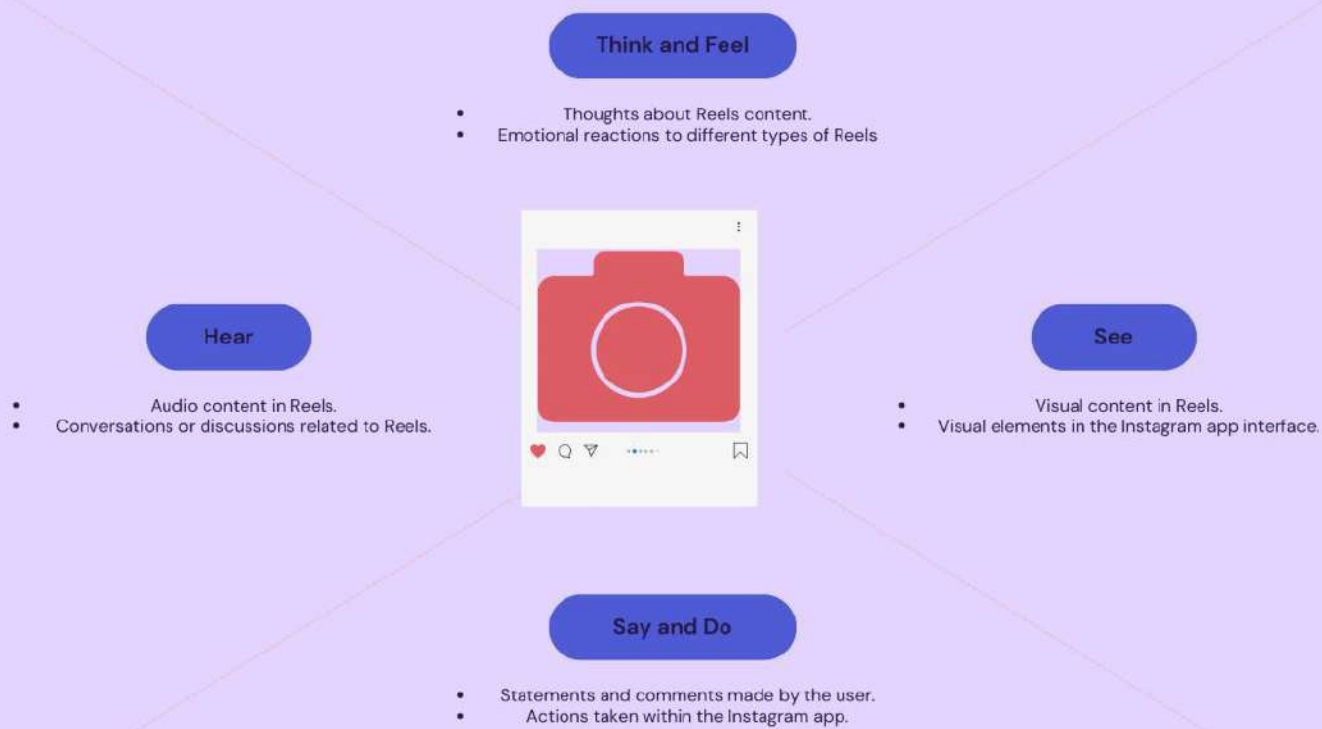 Think and Feel
• Thoughts about Reels content.
• Emotional reactions to different types of Reels
Hear
• Audio content in Reels.
• Conversations or discussions related to Reels.
See
• Visual content in Reels.
• Visual elements in the Instagram app interface.
Say and Do
• Statements and comments made by the user.
• Actions taken within the Instagram app.